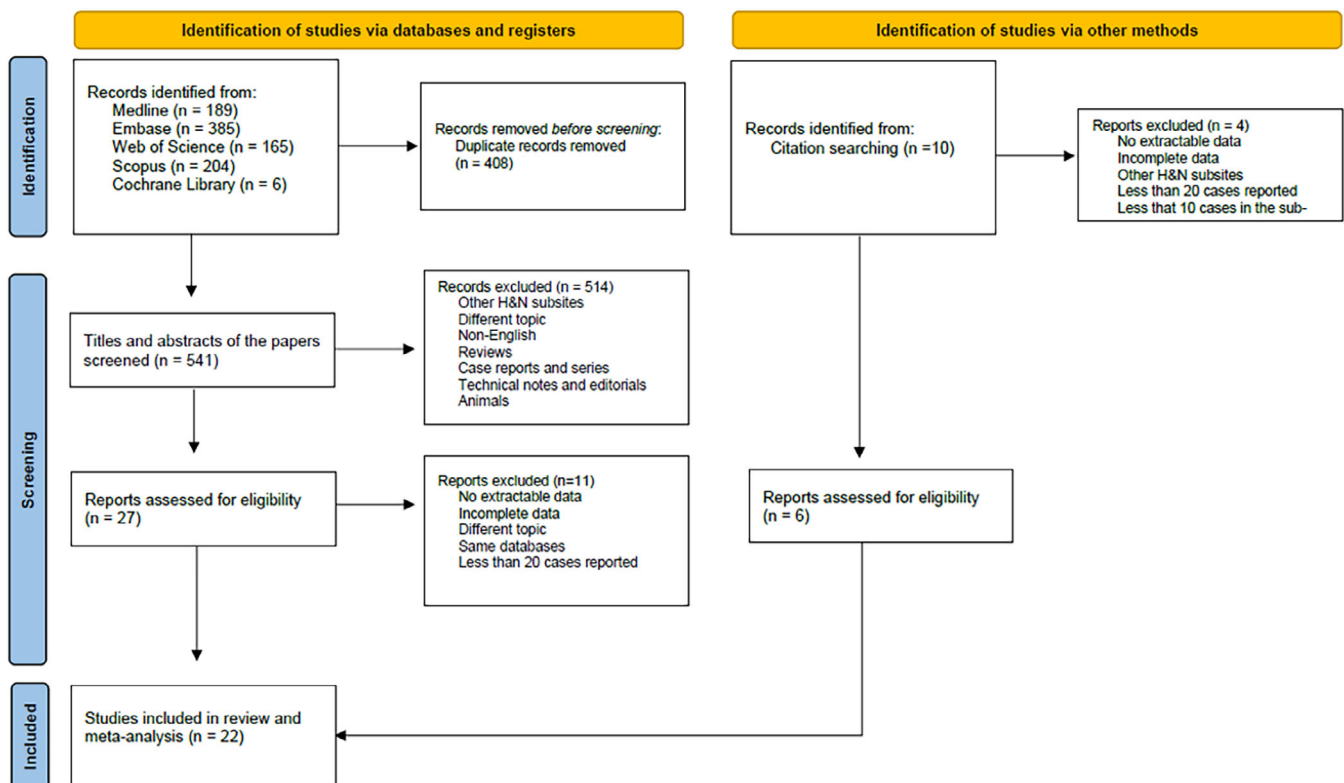 Identification of studies via databases and registers
Identification of studies via other methods
Identification
Records identified from:
Medline (n = 189)
Embase (n = 385)
Web of Science (n = 165)
Scopus (n = 204)
Cochrane Library (n = 6)
Records removed before screening:
Duplicate records removed
(n = 408)
Records identified from:
Citation searching (n =10)
Reports excluded (n = 4)
No extractable data
Incomplete data
Other H&N subsites
Less than 20 cases reported
Less that 10 cases in the sub-
Screening
Titles and abstracts of the papers
screened (n = 541)
Records excluded (n = 514)
Other H&N subsites
Different topic
Non-English
Reviews
Case reports and series
Technical notes and editorials
Animals
Reports assessed for eligibility
(n = 27)
Reports excluded (n=11)
No extractable data
Incomplete data
Different topic
Same databases
Less than 20 cases reported
Reports assessed for eligibility
(n = 6)
Included
Studies included in review and
meta-analysis (n = 22)